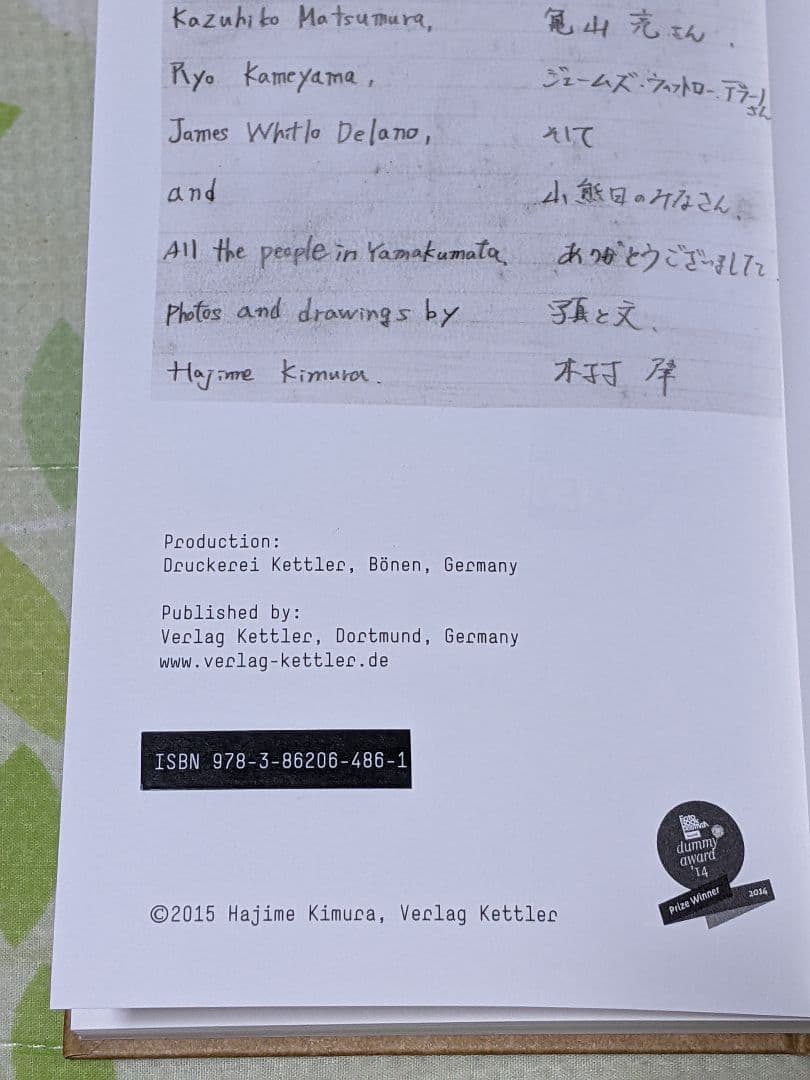 Kazuhiko Matsumura,
Ryo Kameyama,
James Whitlo Delano,
and
All the people in Yamakumata.
Photos and drawings by
Hajime Kimura.
亀山 亮さん.
ジェームズ・ウィットロー・デラーノさん
そして
小熊日のみなさん、
ありがとうございました
写真と文、
木村 肇
Production:
Druckerei Kettler, Bönen, Germany
Published by:
Verlag Kettler, Dortmund, Germany
www.verlag-kettler.de
ISBN 978-3-86206-486-1
©2015 Hajime Kimura, Verlag Kettler
dummy
award
'14
Prize Winner 2014